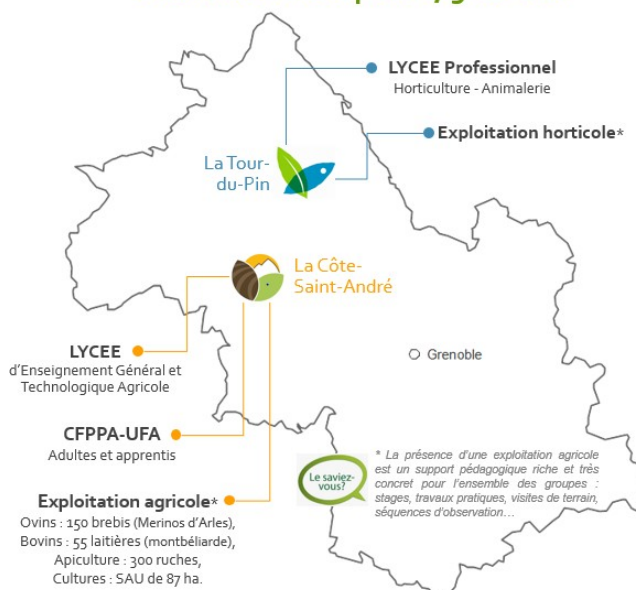 LYCEE Professionnel
Horticulture - Animalerie
Exploitation horticole*
La Tour-
du-Pin
La Côte-
Saint-André
LYCEE
d'Enseignement Général et
Technologique Agricole
Grenoble
CFPPA-UFA
Adultes et apprentis
Le saviez-
vous?
* La présence d'une exploitation agricole
est un support pédagogique riche et très
concret pour l'ensemble des groupes :
stages, travaux pratiques, visites de terrain,
séquences d'observation...
Exploitation agricole*
Ovins : 150 brebis (Merinos d'Arles),
Bovins : 55 laitières (montbéliarde),
Apiculture : 300 ruches,
Cultures : SAU de 87 ha.